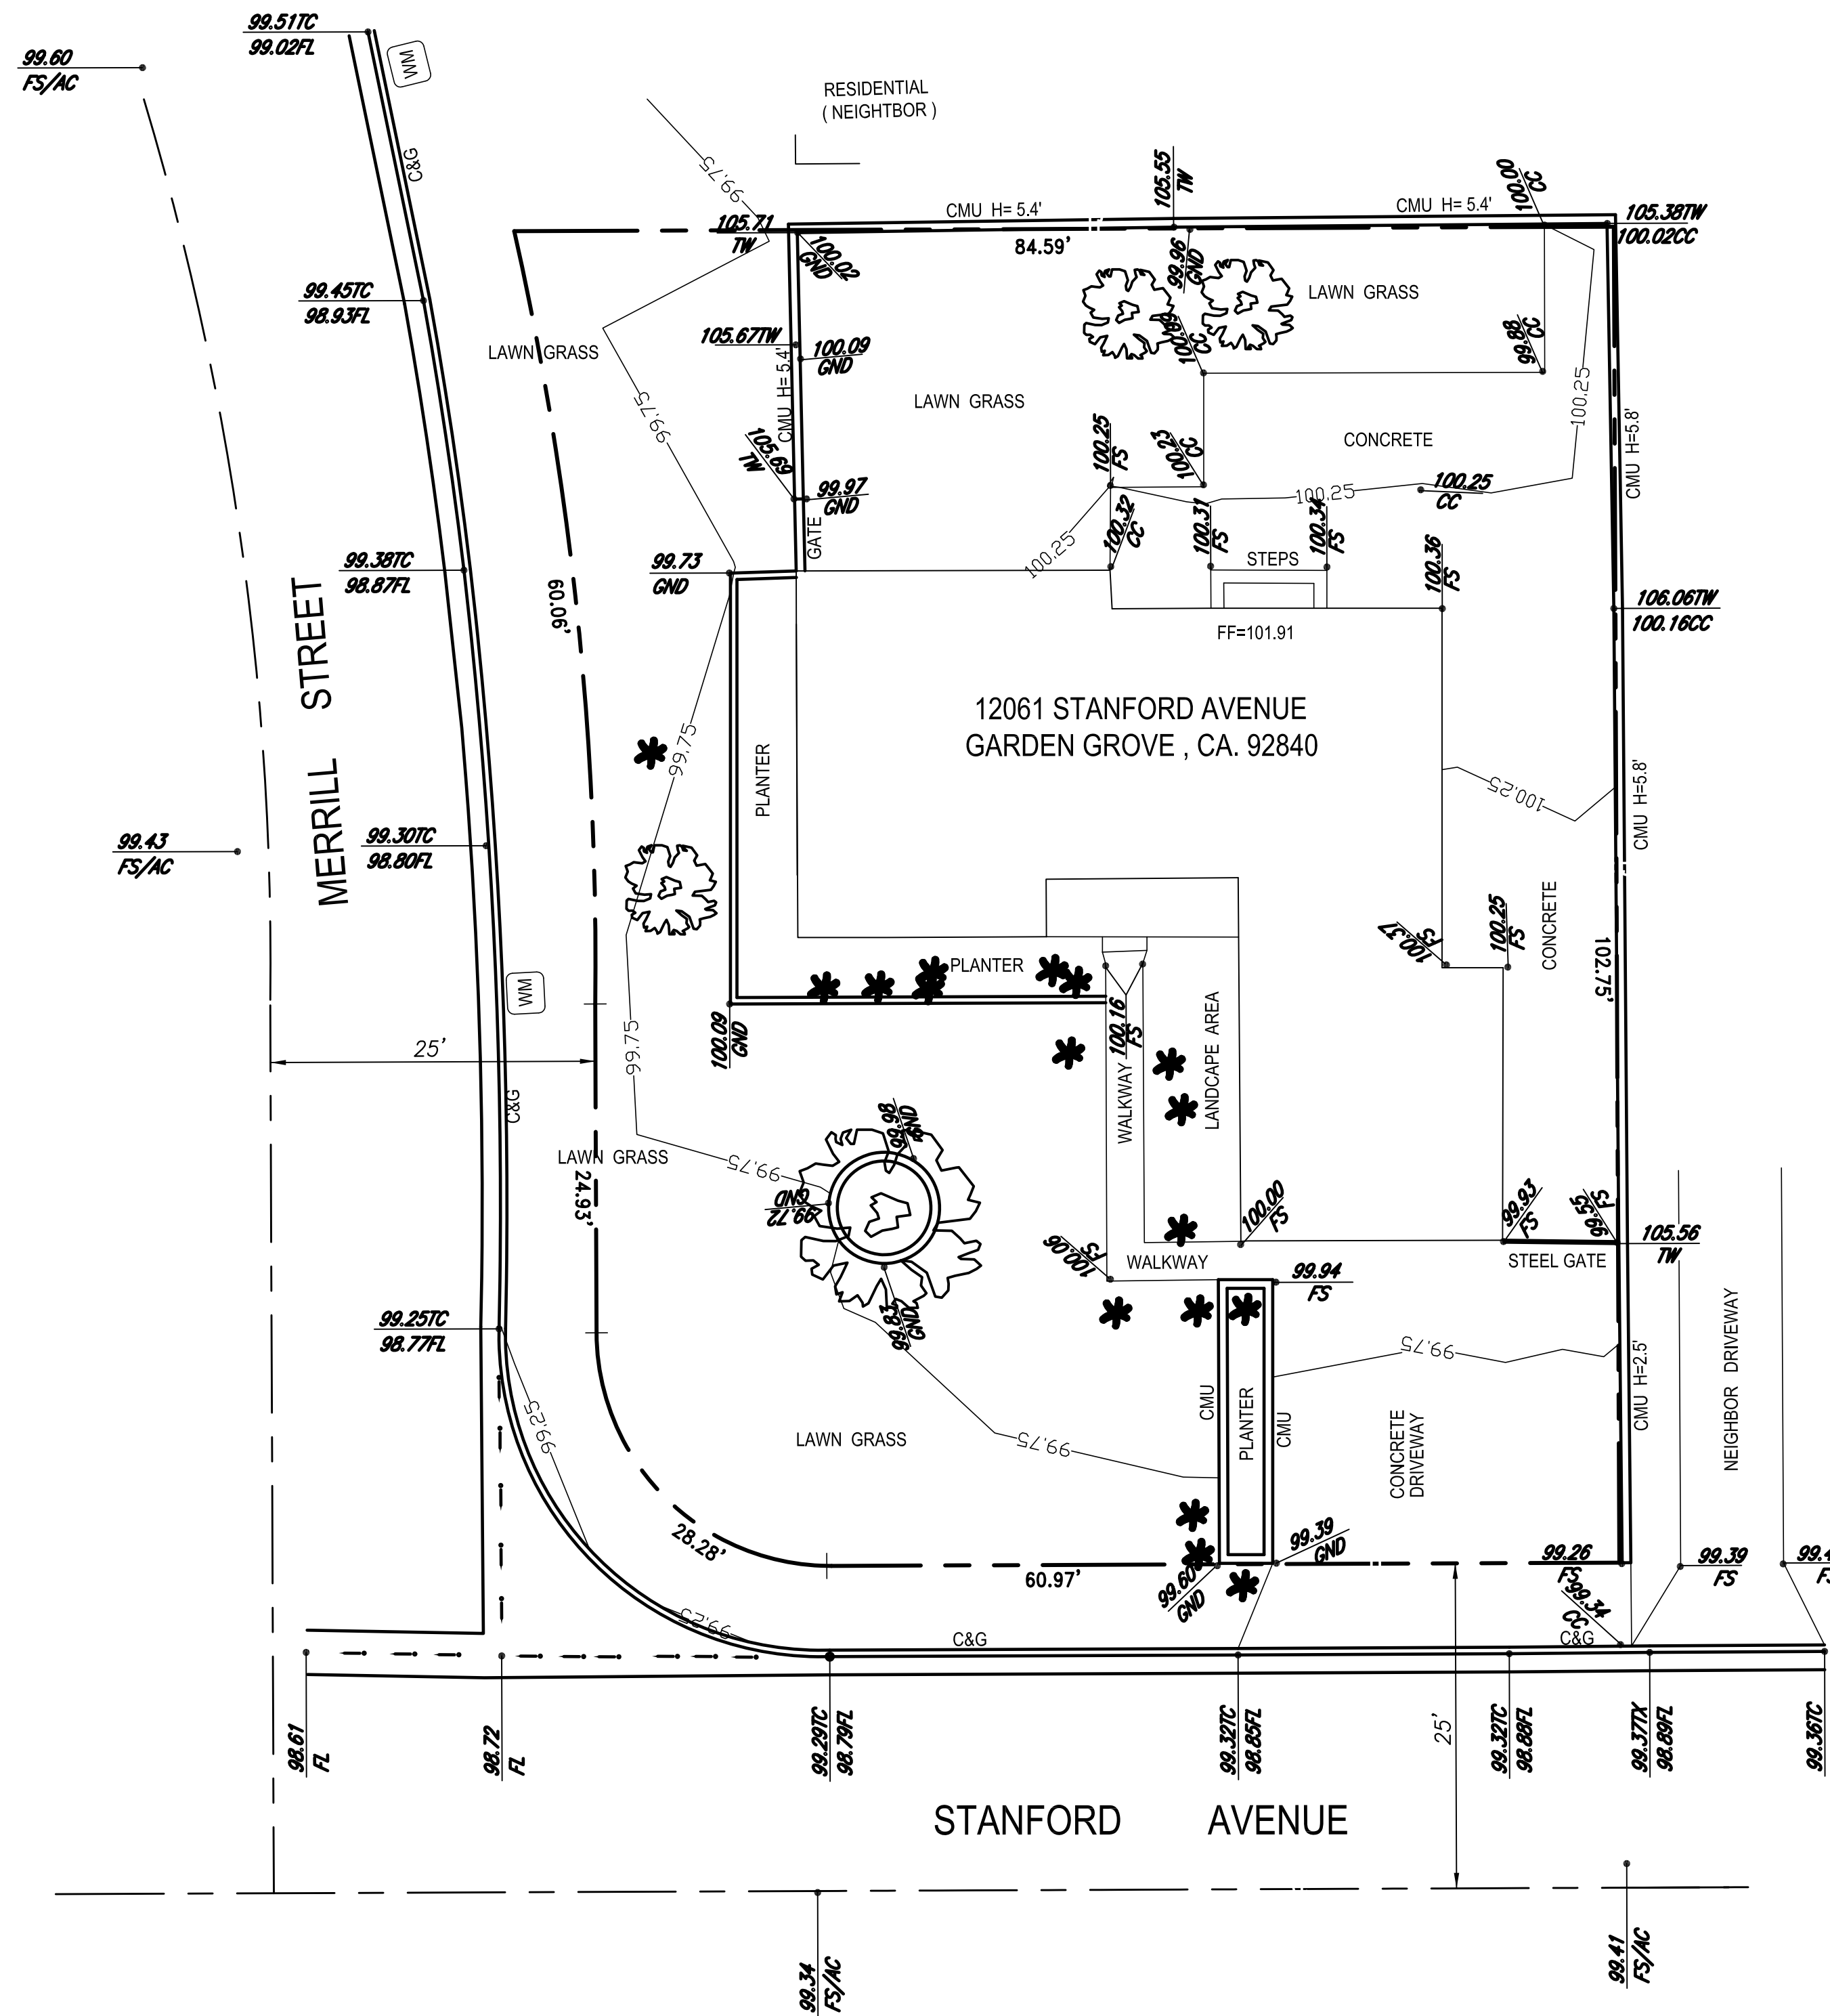 99.51TC
99.02FL
99.60
FS/AC
WM
C&G
RESIDENTIAL
( NEIGHTBOR )
99.75
105.55
TW
100.00
CC
CMU H= 5.4'
CMU H= 5.4'
105.38TW
100.02CC
105.71
TW
100.02
GND
84.59'
99.96
GND
LAWN GRASS
99.45TC
98.93FL
LAWN GRASS
105.67TW
100.09
GND
CMU H= 5.4'
CC
99.88
CC
100.25
LAWN GRASS
99.75
CONCRETE
CMU H=5.8'
105.69
TW
99.97
GND
100.25
FS
100.23
CC
100.25
100.25
CC
GATE
100.25
100.32
CC
100.31
FS
100.34
FS
STEPS
100.36
FS
99.38TC
98.87FL
99.73
GND
60.06'
FF=101.91
106.06TW
100.16CC
MERRILL STREET
12061 STANFORD AVENUE
GARDEN GROVE , CA. 92840
99.75
PLANTER
100.25
CMU H=5.8'
99.43
FS/AC
99.30TC
98.80FL
100.37
FS
100.25
FS
CONCRETE
102.75'
PLANTER
WM
25'
99.75
100.09
GND
100.16
FS
LANDCAPE AREA
WALKWAY
C&G
99.98
GND
LAWN GRASS
99.75
24.93'
99.72
GND
100.00
FS
99.93
FS
99.55
FS
105.56
TW
100.06
FS
WALKWAY
STEEL GATE
99.94
FS
99.83
GND
99.25TC
98.77FL
99.75
CMU H=2.5'
NEIGHBOR DRIVEWAY
99.25
LAWN GRASS
99.75
CMU
PLANTER
CMU
CONCRETE
DRIVEWAY
28.28'
99.39
GND
99.26
FS
99.39
FS
60.97'
99.60
GND
99.34
CC
99.25
C&G
C&G
98.61
FL
98.72
FL
99.29TC
98.79FL
99.32TC
98.85FL
25'
99.32TC
98.88FL
99.37TX
98.89FL
99.36TC
STANFORD AVENUE
99.34
FS/AC
99.41
FS/AC